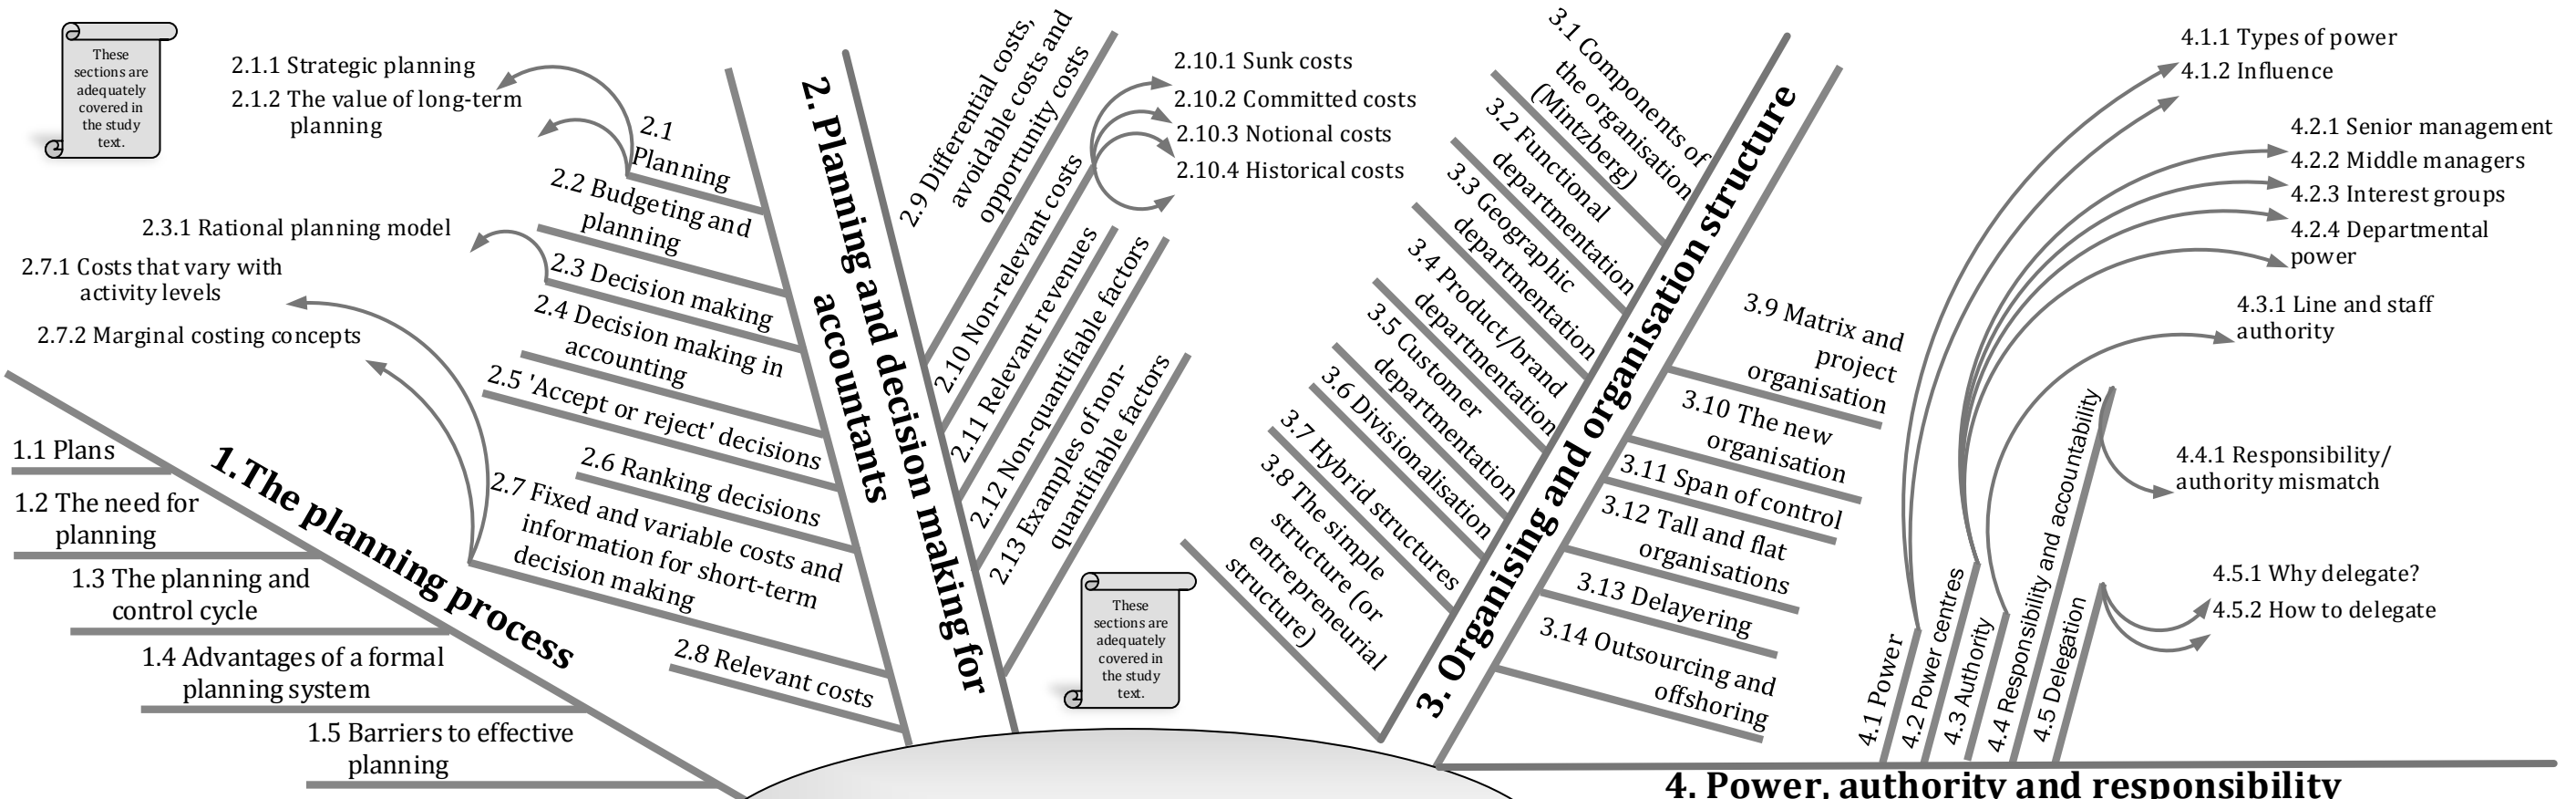 These
sections are
adequately
covered in
the study
text.
1.The planning process
1.1 Plans
1.2 The need for
planning
1.3 The planning and
control cycle
1.4 Advantages of a formal
planning system
1.5 Barriers to effective
planning
2. Planning and decision making for
accountants
2.1
Planning
2.1.1 Strategic planning
2.1.2 The value of long-term
planning
2.2 Budgeting and
planning
2.3 Decision making
2.3.1 Rational planning model
2.4 Decision making in
accounting
2.5 'Accept or reject' decisions
2.6 Ranking decisions
2.7 Fixed and variable costs and
information for short-term
decision making
2.7.1 Costs that vary with
activity levels
2.7.2 Marginal costing concepts
2.8 Relevant costs
2.9 Differential costs,
avoidable costs and
opportunity costs
2.10 Non-relevant costs
2.10.1 Sunk costs
2.10.2 Committed costs
2.10.3 Notional costs
2.10.4 Historical costs
2.11 Relevant revenues
2.12 Non-quantifiable factors
2.13 Examples of non-
quantifiable factors
These
sections are
adequately
covered in
the study
text.
3. Organising and organisation structure
3.1 Components of
the organisation
(Mintzberg)
3.2 Functional
departmentation
3.3 Geographic
departmentation
3.4 Product/brand
departmentation
3.5 Customer
departmentation
3.6 Divisionalisation
3.7 Hybrid structures
3.8 The simple
structure (or
entrepreneurial
structure)
3.9 Matrix and
project
organisation
3.10 The new
organisation
3.11 Span of control
3.12 Tall and flat
organisations
3.13 Delayering
3.14 Outsourcing and
offshoring
4. Power, authority and responsibility
4.1 Power
4.1.1 Types of power
4.1.2 Influence
4.2 Power centres
4.2.1 Senior management
4.2.2 Middle managers
4.2.3 Interest groups
4.2.4 Departmental
power
4.3 Authority
4.3.1 Line and staff
authority
4.4 Responsibility and accountability
4.4.1 Responsibility/
authority mismatch
4.5 Delegation
4.5.1 Why delegate?
4.5.2 How to delegate